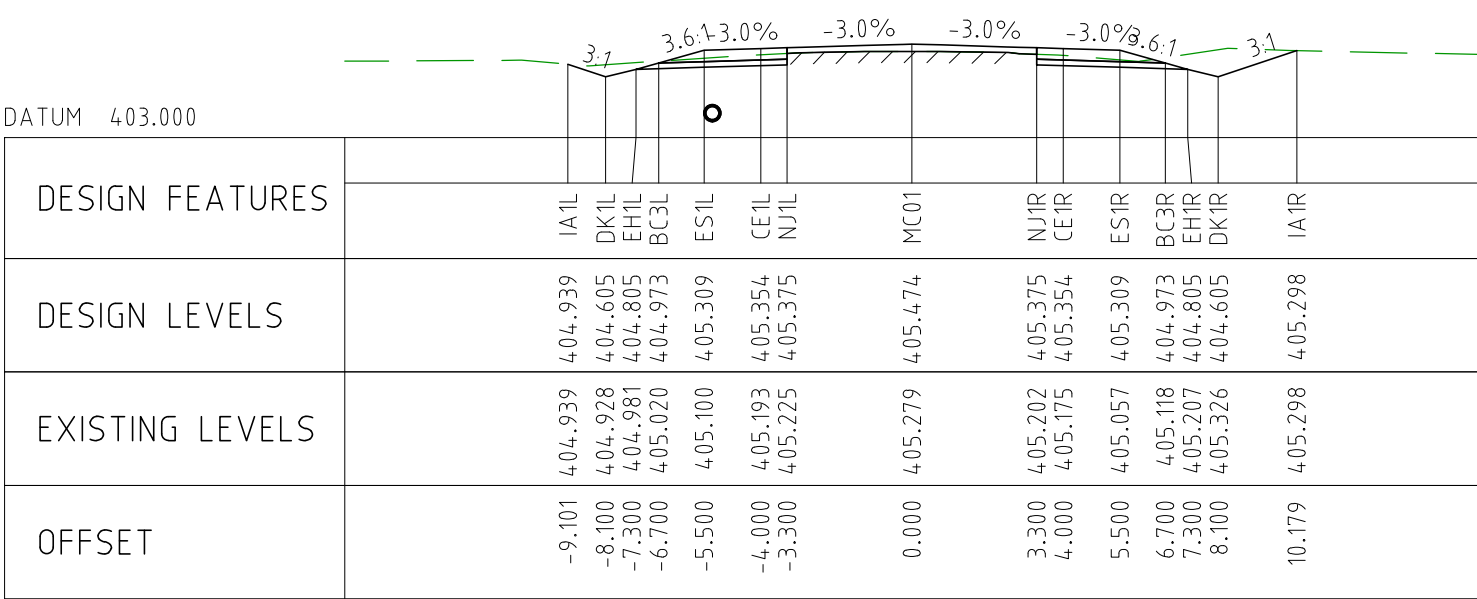 3:1 3.6:1 -3.0% -3.0% -3.0% -3.0% 3.6:1 3:1
DATUM 403.000
DESIGN FEATURES IA1L DK1L EH1L BC3L ES1L CE1L NJ1L MC01 NJ1R CE1R ES1R BC3R EH1R DK1R IA1R
DESIGN LEVELS 404.939 404.605 404.805 404.973 405.309 405.354 405.375 405.474 405.375 405.354 405.309 404.973 404.805 404.605 405.298
EXISTING LEVELS 404.939 404.928 404.981 405.020 405.100 405.193 405.225 405.279 405.202 405.175 405.057 405.118 405.207 405.326 405.298
OFFSET -9.101 -8.100 -7.300 -6.700 -5.500 -4.000 -3.300 0.000 3.300 4.000 5.500 6.700 7.300 8.100 10.179